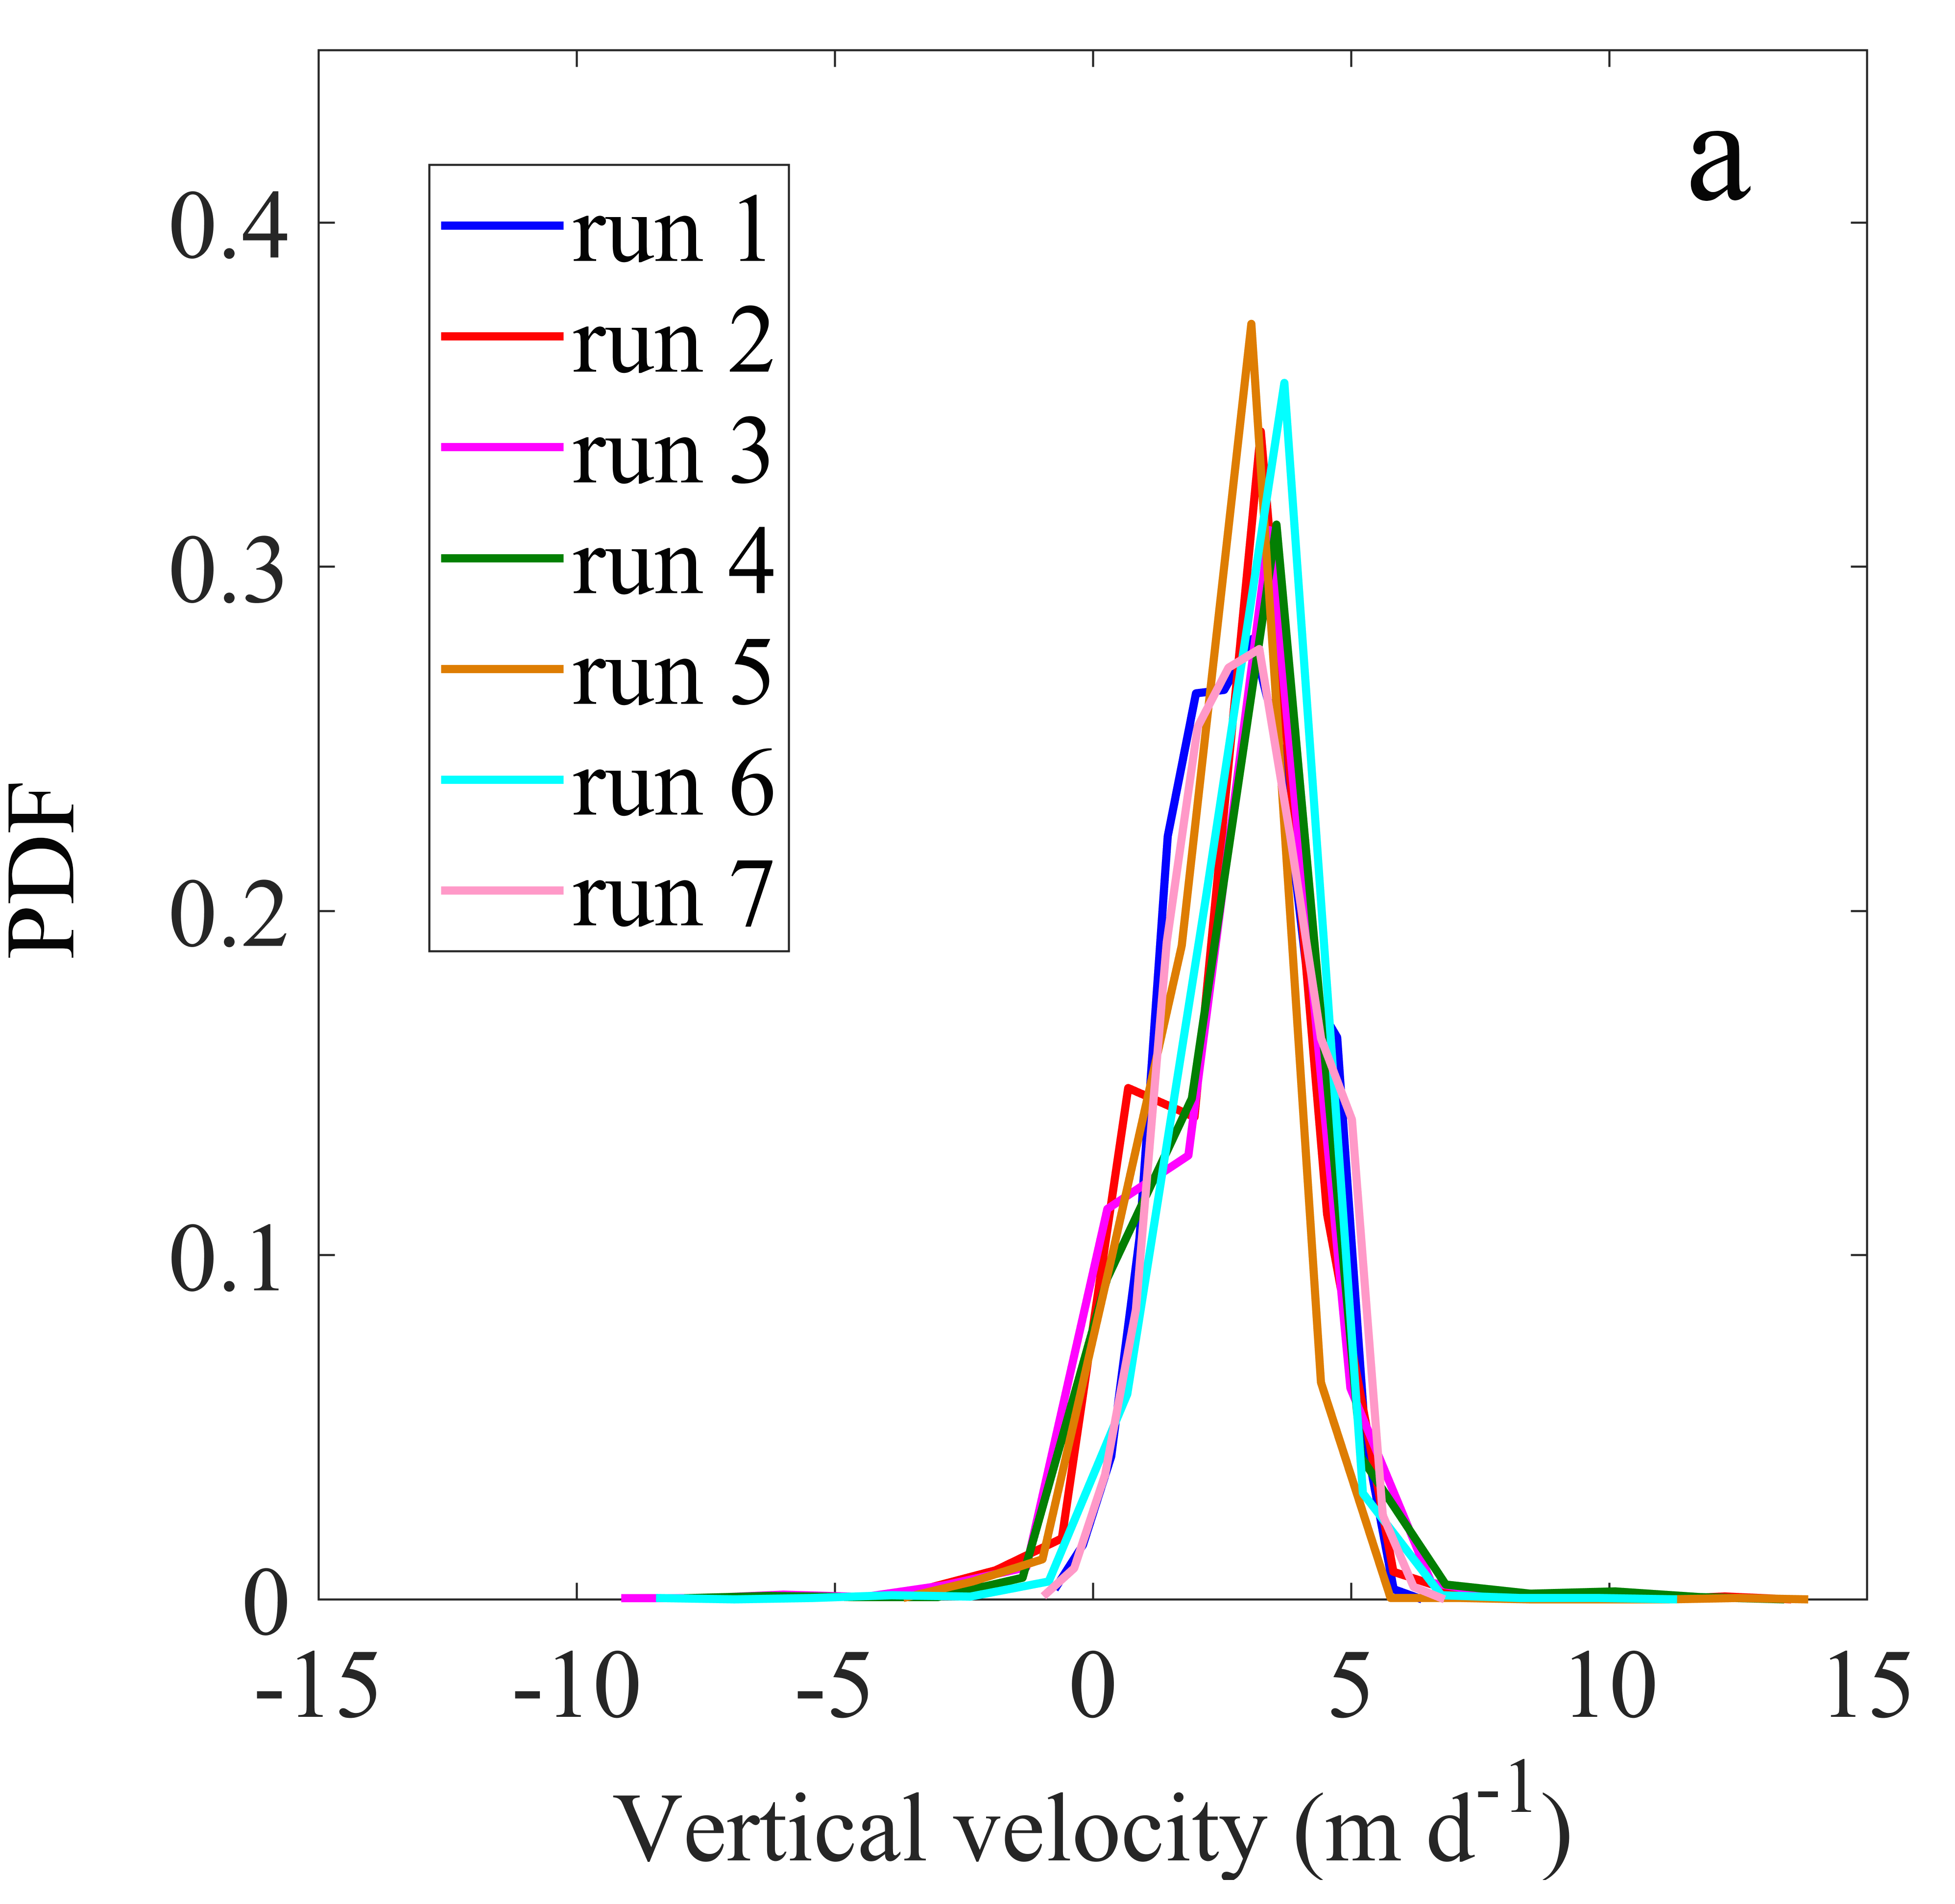 a
run 1
run 2
run 3
run 4
run 5
run 6
run 7
PDF
0.4
0.3
0.2
0.1
0
-15 -10 -5 0 5 10 15
Vertical velocity (m d-1)